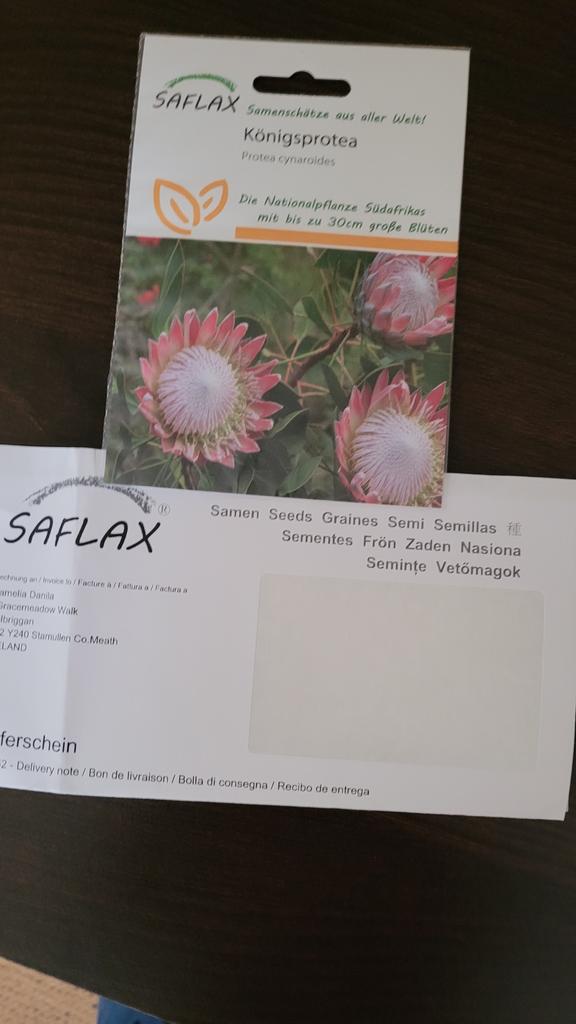 SAFLAX
Samenschätze aus aller Welt!
Königsprotea
Protea cynaroides
Die Nationalpflanze Südafrikas
mit bis zu 30cm große Blüten
SAFLAX®
Samen Seeds Graines Semi Semillas 種
Sementes Frön Zaden Nasiona
Semințe Vetőmagok
echnung an / Invoice to / Facture à / Fattura a / Factura a
amelia Danila
Gracemeadow Walk
lbriggan
2 Y240 Stamullen Co.Meath
ELAND
ferschein
2 - Delivery note / Bon de livraison / Bolla di consegna / Recibo de entrega